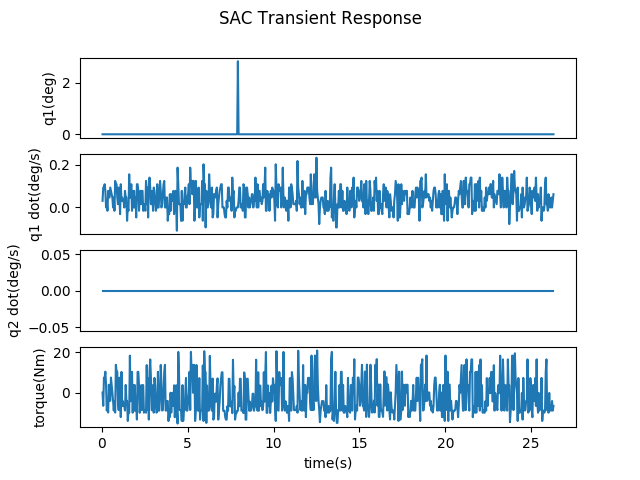 SAC Transient Response
q1(deg)
2
0
q1 dot(deg/s)
0.2
0.0
q2 dot(deg/s)
0.05
0.00
−0.05
torque(Nm)
20
0
0 5 10 15 20 25
time(s)